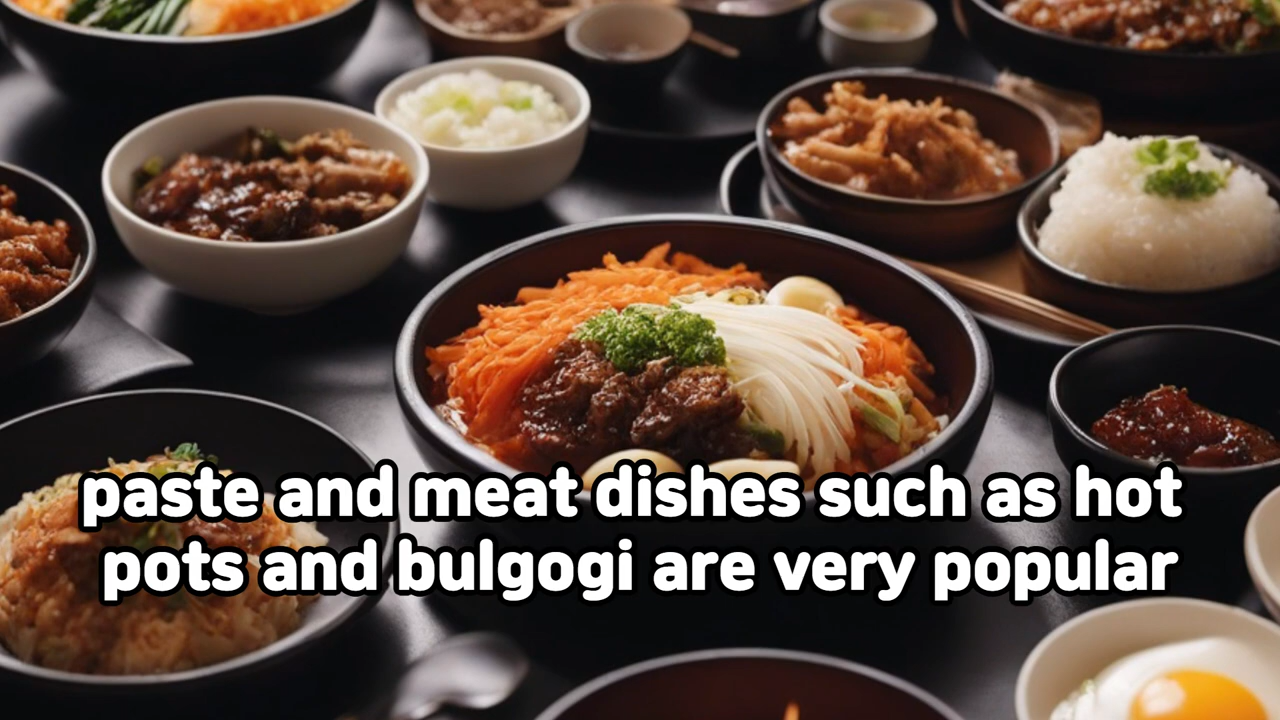 paste and meat dishes such as hot
pots and bulgogi are very popular